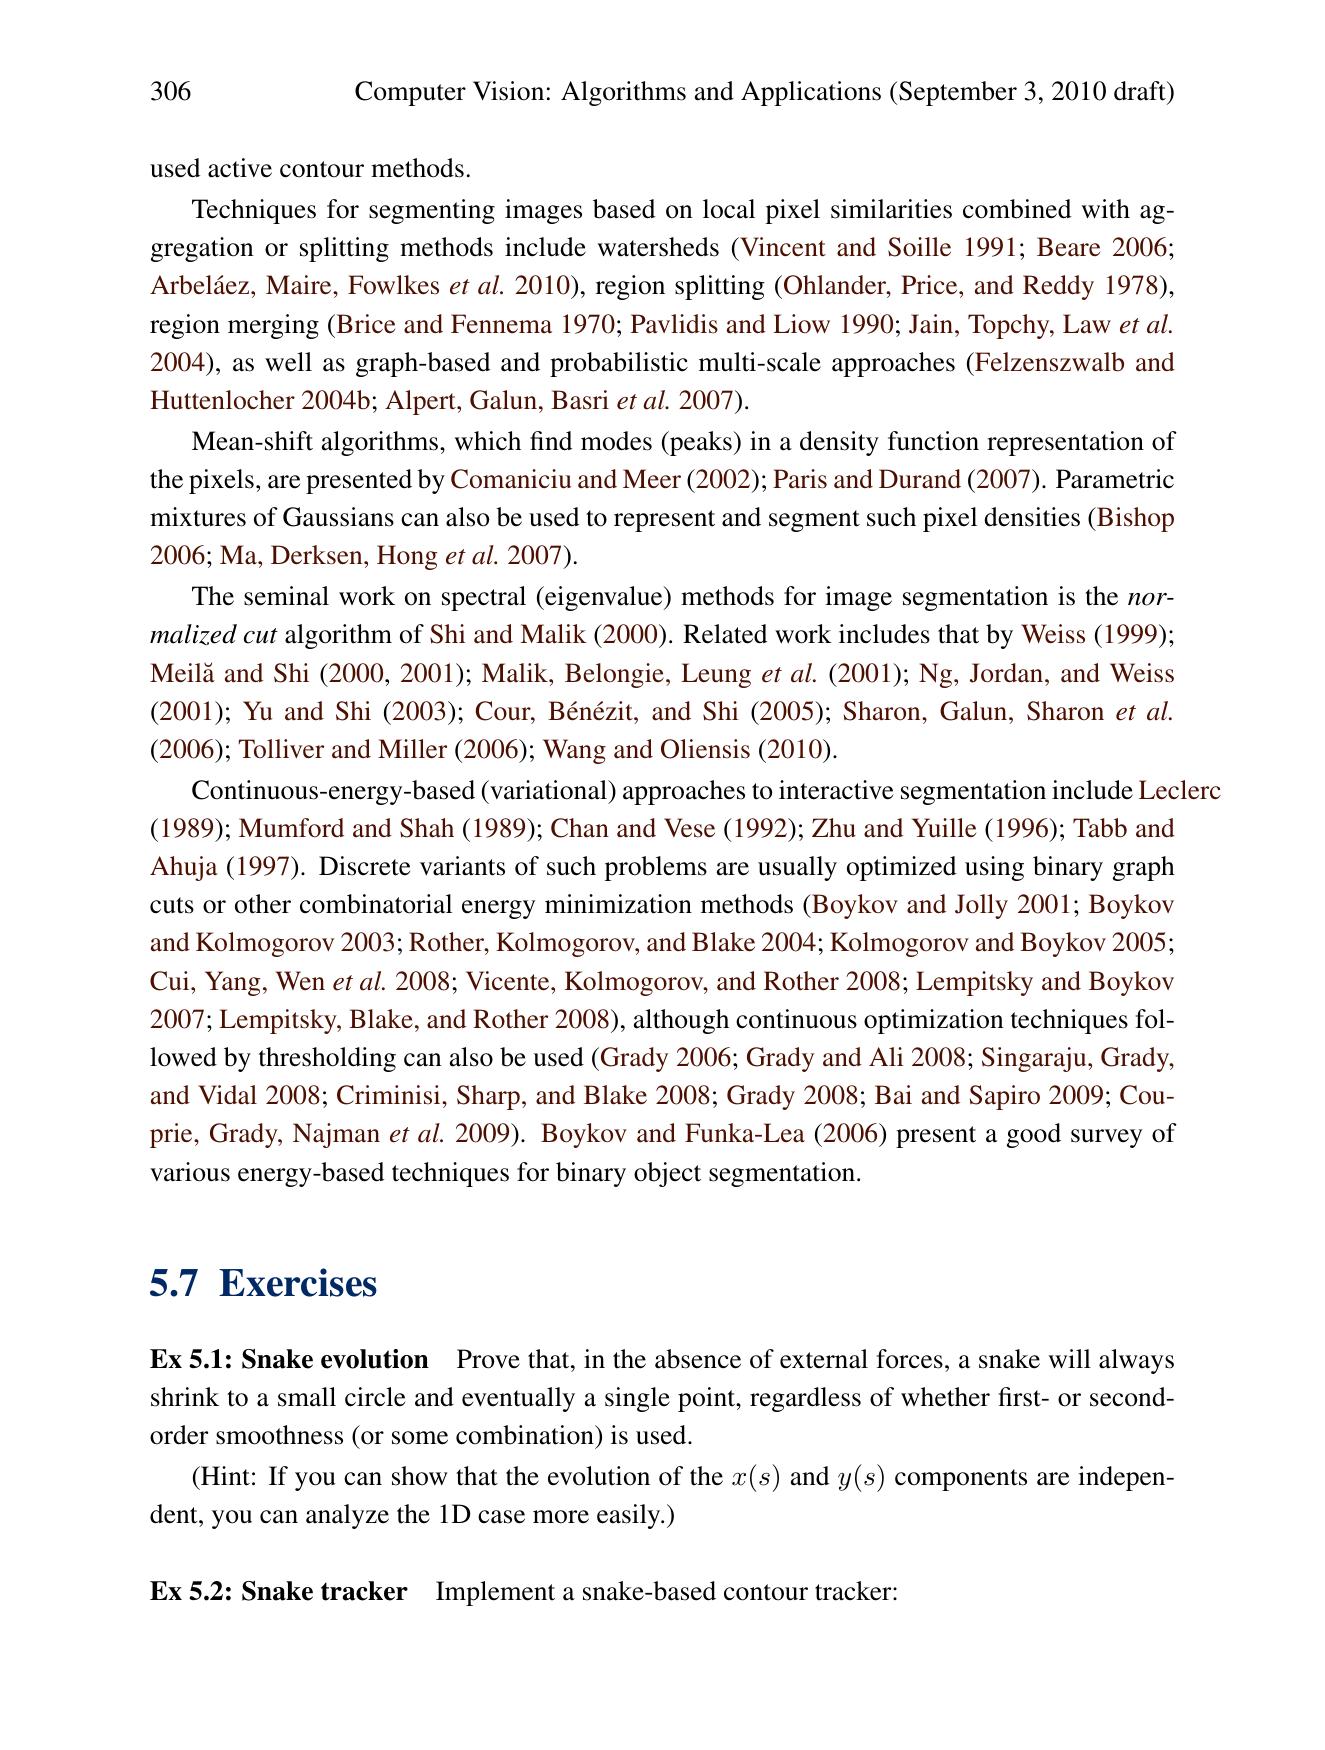 306 Computer Vision: Algorithms and Applications (September 3, 2010 draft)
used active contour methods.
Techniques for segmenting images based on local pixel similarities combined with ag-
gregation or splitting methods include watersheds (Vincent and Soille 1991; Beare 2006;
Arbeláez, Maire, Fowlkes et al. 2010), region splitting (Ohlander, Price, and Reddy 1978),
region merging (Brice and Fennema 1970; Pavlidis and Liow 1990; Jain, Topchy, Law et al.
2004), as well as graph-based and probabilistic multi-scale approaches (Felzenszwalb and
Huttenlocher 2004b; Alpert, Galun, Basri et al. 2007).
Mean-shift algorithms, which find modes (peaks) in a density function representation of
the pixels, are presented by Comaniciu and Meer (2002); Paris and Durand (2007). Parametric
mixtures of Gaussians can also be used to represent and segment such pixel densities (Bishop
2006; Ma, Derksen, Hong et al. 2007).
The seminal work on spectral (eigenvalue) methods for image segmentation is the nor-
malized cut algorithm of Shi and Malik (2000). Related work includes that by Weiss (1999);
Meilă and Shi (2000, 2001); Malik, Belongie, Leung et al. (2001); Ng, Jordan, and Weiss
(2001); Yu and Shi (2003); Cour, Bénézit, and Shi (2005); Sharon, Galun, Sharon et al.
(2006); Tolliver and Miller (2006); Wang and Oliensis (2010).
Continuous-energy-based (variational) approaches to interactive segmentation include Leclerc
(1989); Mumford and Shah (1989); Chan and Vese (1992); Zhu and Yuille (1996); Tabb and
Ahuja (1997). Discrete variants of such problems are usually optimized using binary graph
cuts or other combinatorial energy minimization methods (Boykov and Jolly 2001; Boykov
and Kolmogorov 2003; Rother, Kolmogorov, and Blake 2004; Kolmogorov and Boykov 2005;
Cui, Yang, Wen et al. 2008; Vicente, Kolmogorov, and Rother 2008; Lempitsky and Boykov
2007; Lempitsky, Blake, and Rother 2008), although continuous optimization techniques fol-
lowed by thresholding can also be used (Grady 2006; Grady and Ali 2008; Singaraju, Grady,
and Vidal 2008; Criminisi, Sharp, and Blake 2008; Grady 2008; Bai and Sapiro 2009; Cou-
prie, Grady, Najman et al. 2009). Boykov and Funka-Lea (2006) present a good survey of
various energy-based techniques for binary object segmentation.
5.7 Exercises
Ex 5.1: Snake evolution Prove that, in the absence of external forces, a snake will always
shrink to a small circle and eventually a single point, regardless of whether first- or second-
order smoothness (or some combination) is used.
(Hint: If you can show that the evolution of the x(s) and y(s) components are indepen-
dent, you can analyze the 1D case more easily.)
Ex 5.2: Snake tracker Implement a snake-based contour tracker: